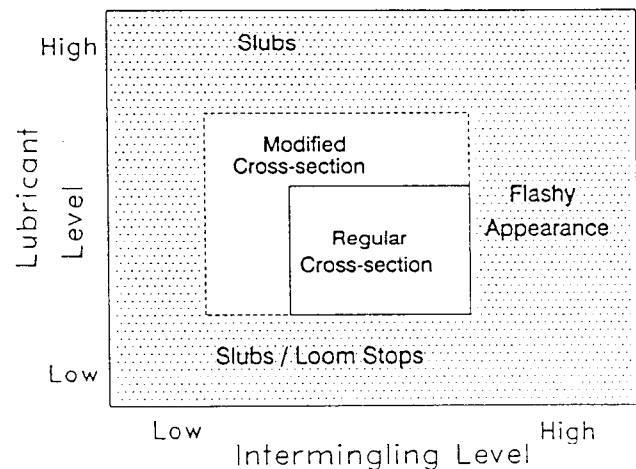 High
Slubs
Modified
Cross-section
Lubricant
Level
Flashy
Appearance
Regular
Cross-section
Slubs / Loom Stops
Low
Low
High
Intermingling Level